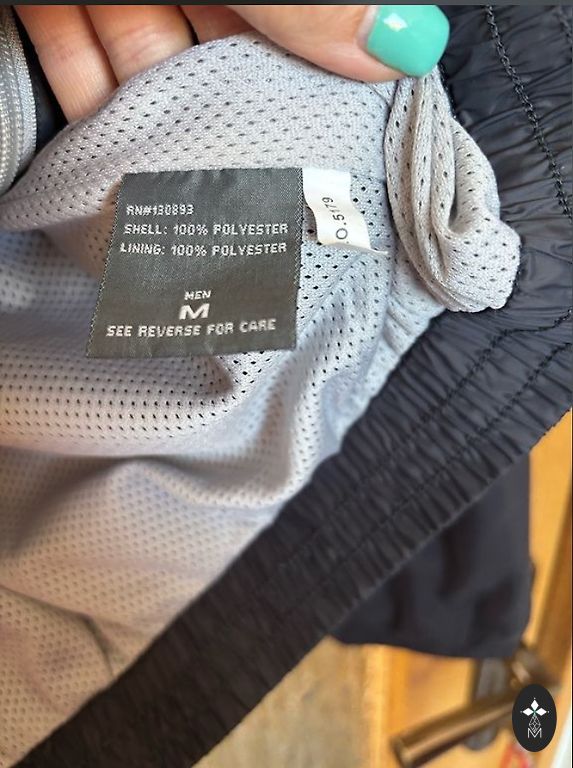 RN#130893
SHELL: 100% POLYESTER
LINING: 100% POLYESTER
MEN
M
SEE REVERSE FOR CARE
O. 5179
M